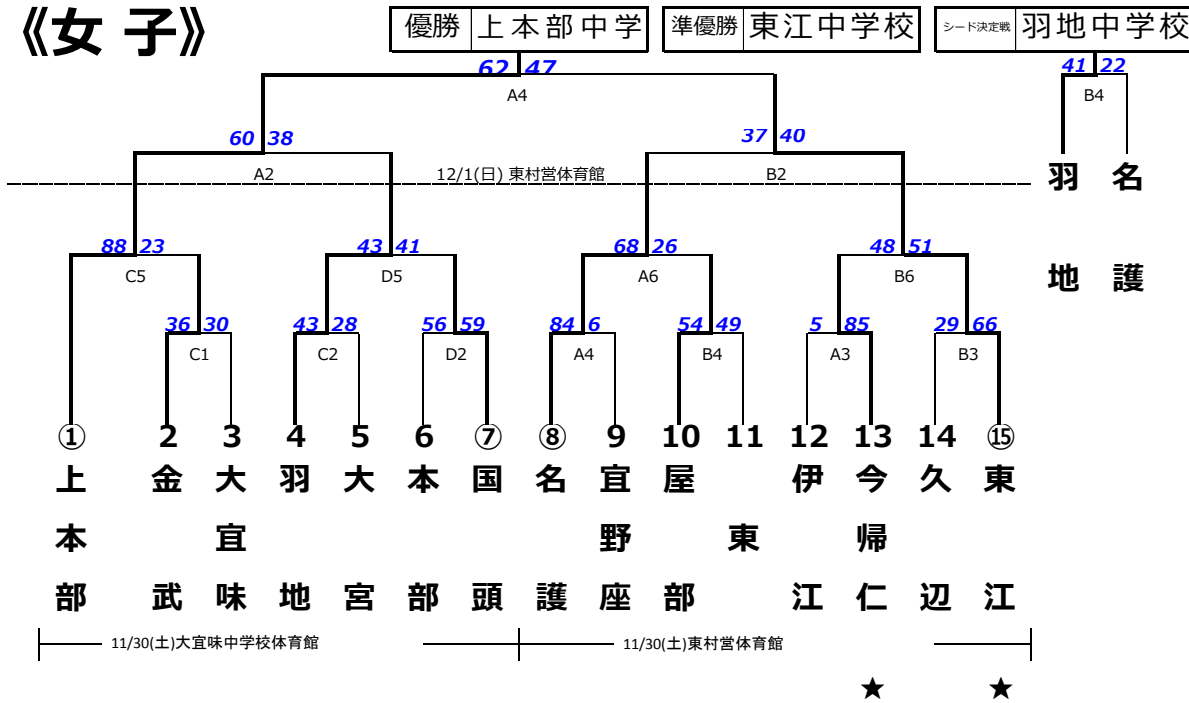 《女 子》
優勝 上本部中学
準優勝 東江中学校
シード決定戦 羽地中学校
62 47
A4
41 22
B4
60 38
37 40
A2
12/1(日) 東村営体育館
B2
羽地
名護
88 23
43 41
68 26
48 51
C5
D5
A6
B6
36 30
43 28
56 59
84 6
54 49
5 85
29 66
C1
C2
D2
A4
B4
A3
B3
① 上本部
2 金武
3 大宜味
4 羽地
5 大宮
6 本部
⑦ 国頭
⑧ 名護
9 宜野座
10 屋部
11 東
12 伊江
13 今帰仁
14 久辺
⑮ 東江
11/30(土)大宜味中学校体育館
11/30(土)東村営体育館
★ ★